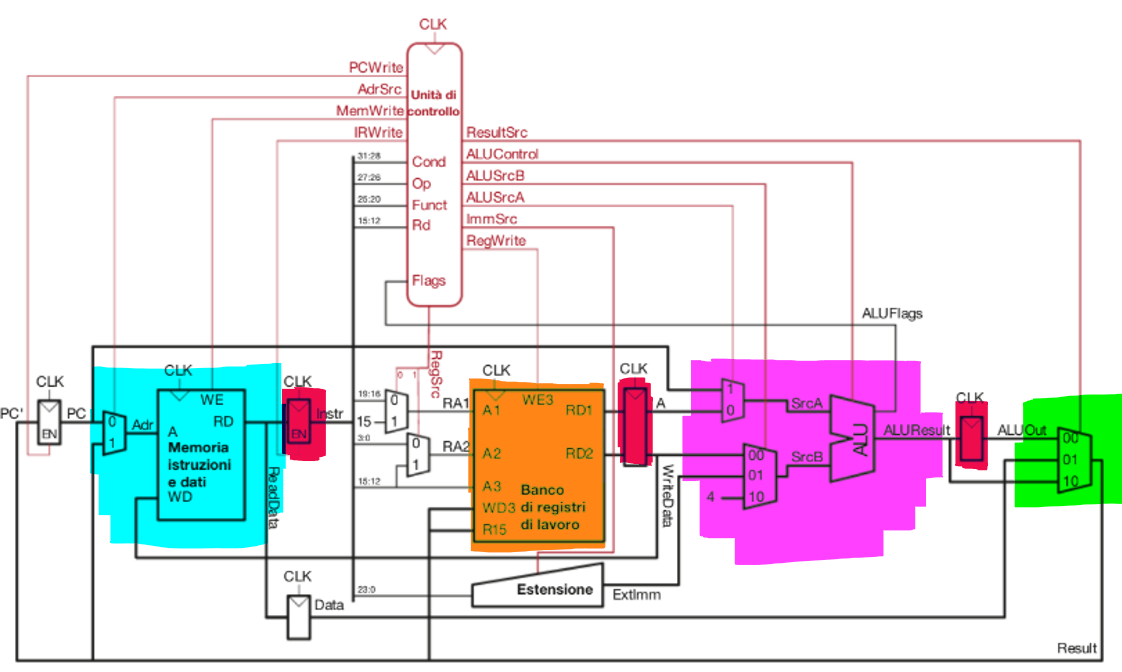 CLK
PCWrite
AdrSrc
MemWrite
IRWrite
Unità di
controllo
ResultSrc
ALUControl
ALUSrcB
ALUSrcA
ImmSrc
RegWrite
31:28
Cond
27:26
Op
25:20
Funct
15:12
Rd
Flags
ALUFlags
RegSrc
0 1
CLK
PC'
EN
PC
0
1
Adr
CLK
WE
RD
A
Memoria
istruzioni
e dati
WD
ReadData
CLK
EN
Instr
19:16
15
3:0
15:12
0
1
0
1
RA1
RA2
CLK
WE3
A1
RD1
A2
RD2
A3
WD3
R15
Banco
di registri
di lavoro
CLK
A
WriteData
1
0
SrcA
00
01
4
10
SrcB
ALU
ALUResult
CLK
ALUOut
00
01
10
23:0
Estensione
ExtImm
CLK
Data
Result